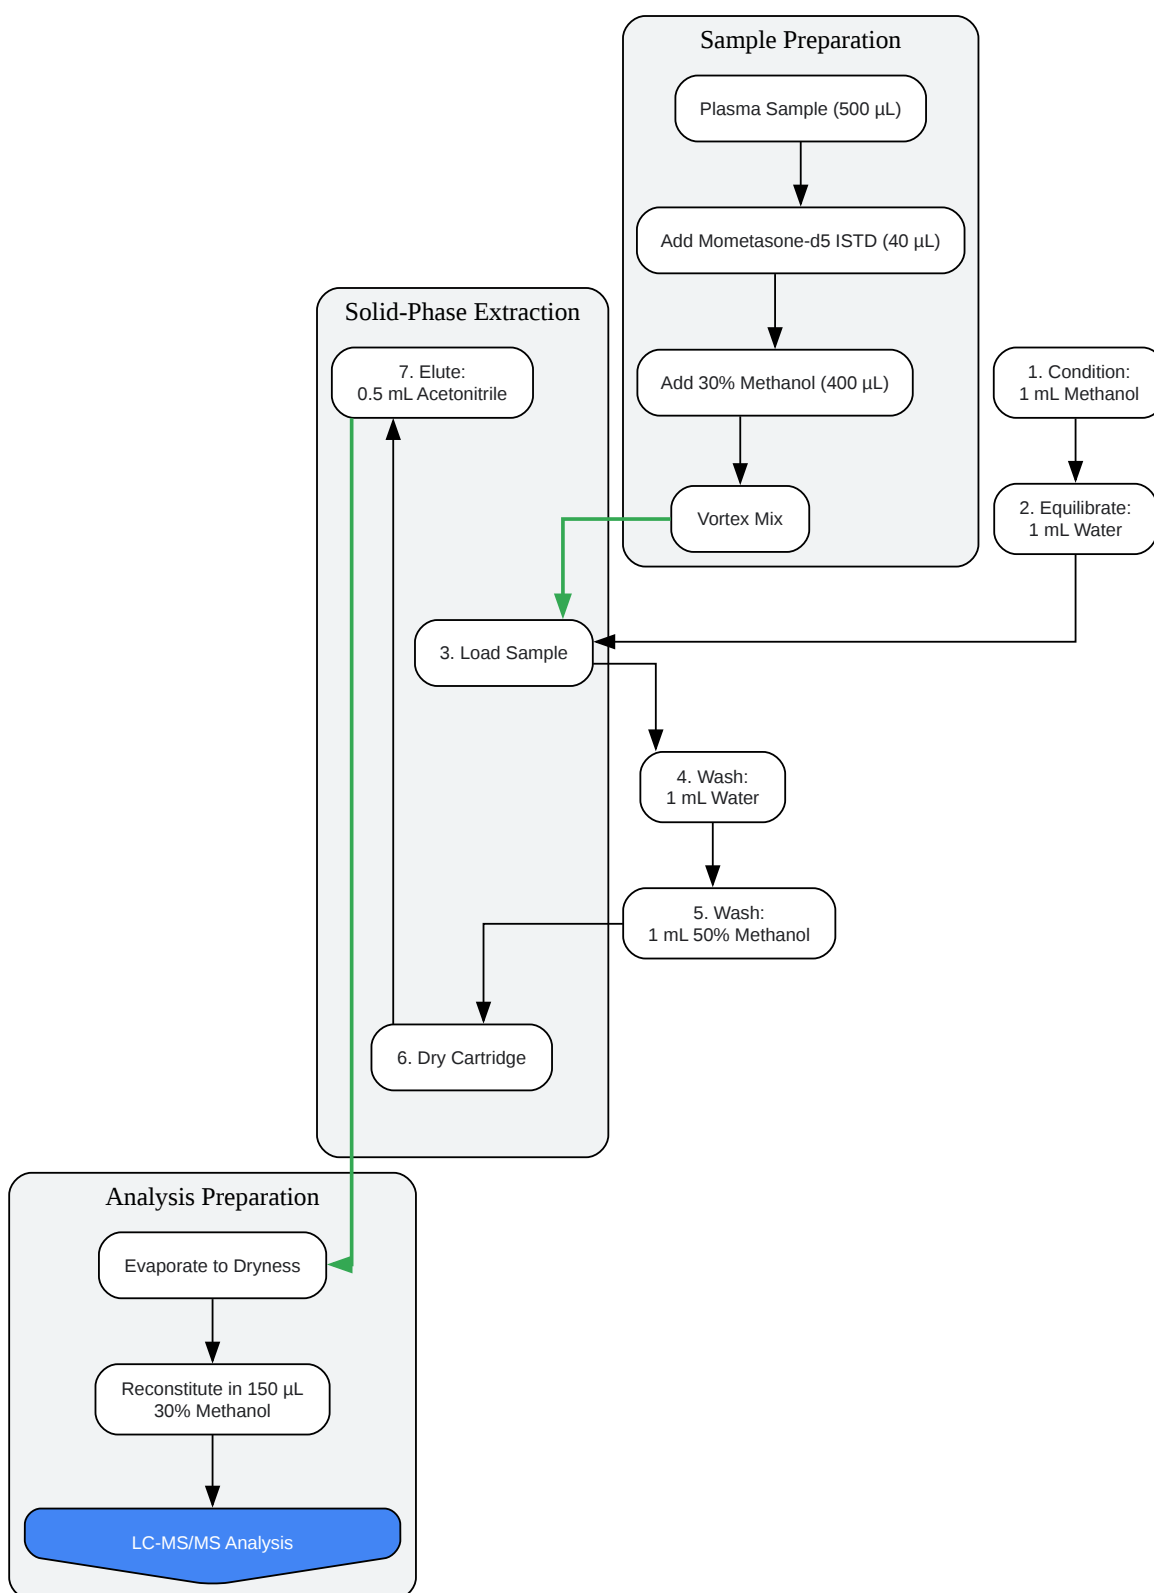 Sample Preparation
Plasma Sample (500 µL)
Add Mometasone-d5 ISTD (40 µL)
Add 30% Methanol (400 µL)
Vortex Mix
1. Condition:
1 mL Methanol
2. Equilibrate:
1 mL Water
Solid-Phase Extraction
7. Elute:
0.5 mL Acetonitrile
3. Load Sample
4. Wash:
1 mL Water
5. Wash:
1 mL 50% Methanol
6. Dry Cartridge
Analysis Preparation
Evaporate to Dryness
Reconstitute in 150 µL
30% Methanol
LC-MS/MS Analysis